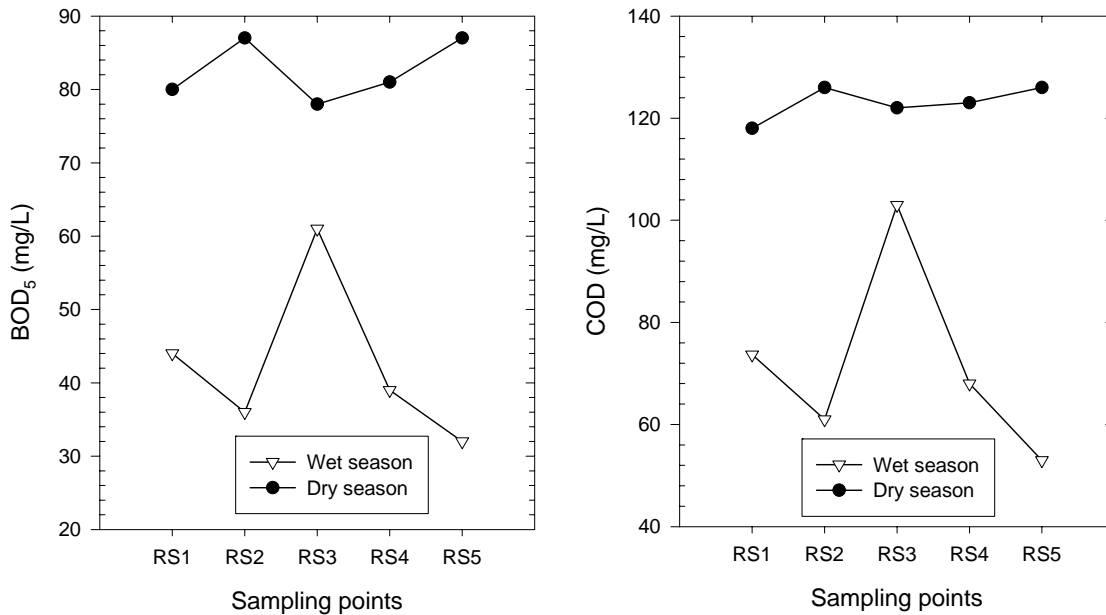 90
80
70
60
50
40
30
20
BOD5 (mg/L)
Wet season
Dry season
RS1 RS2 RS3 RS4 RS5
Sampling points
140
120
100
80
60
40
COD (mg/L)
Wet season
Dry season
RS1 RS2 RS3 RS4 RS5
Sampling points